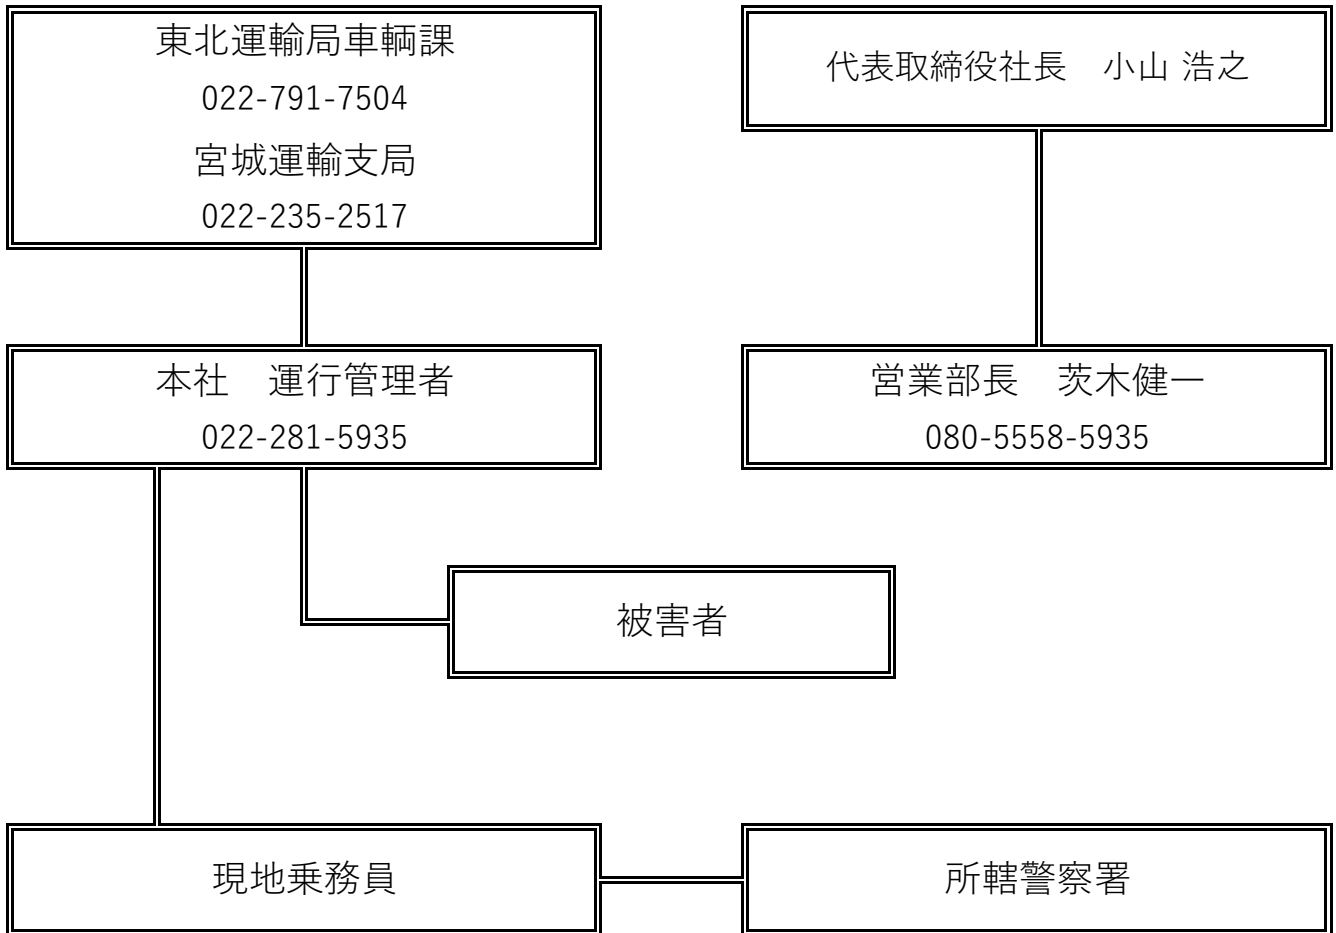 東北運輸局車輌課
022-791-7504
宮城運輸支局
022-235-2517
代表取締役社長　小山 浩之
本社　運行管理者
022-281-5935
営業部長　茨木健一
080-5558-5935
被害者
現地乗務員
所轄警察署